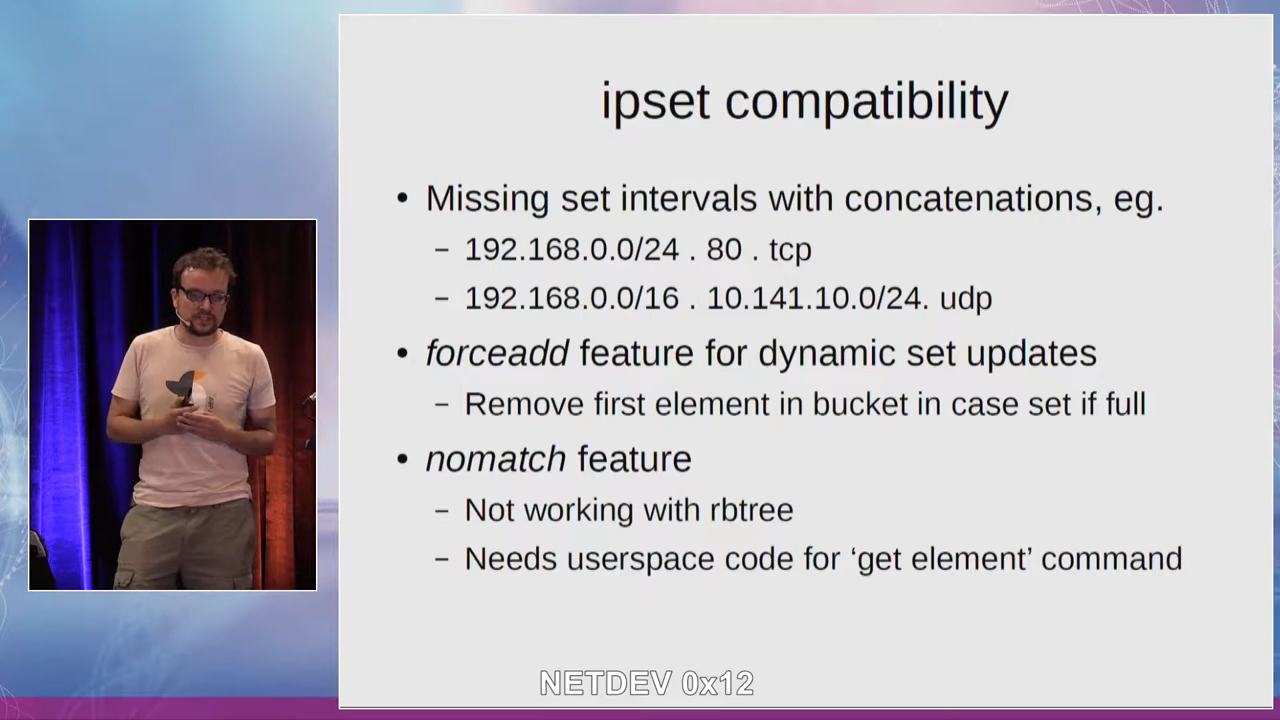 ipset compatibility
• Missing set intervals with concatenations, eg.
– 192.168.0.0/24 . 80 . tcp
– 192.168.0.0/16 . 10.141.10.0/24. udp
• forceadd feature for dynamic set updates
– Remove first element in bucket in case set if full
• nomatch feature
– Not working with rbtree
– Needs userspace code for ‘get element’ command
NETDEV 0x12